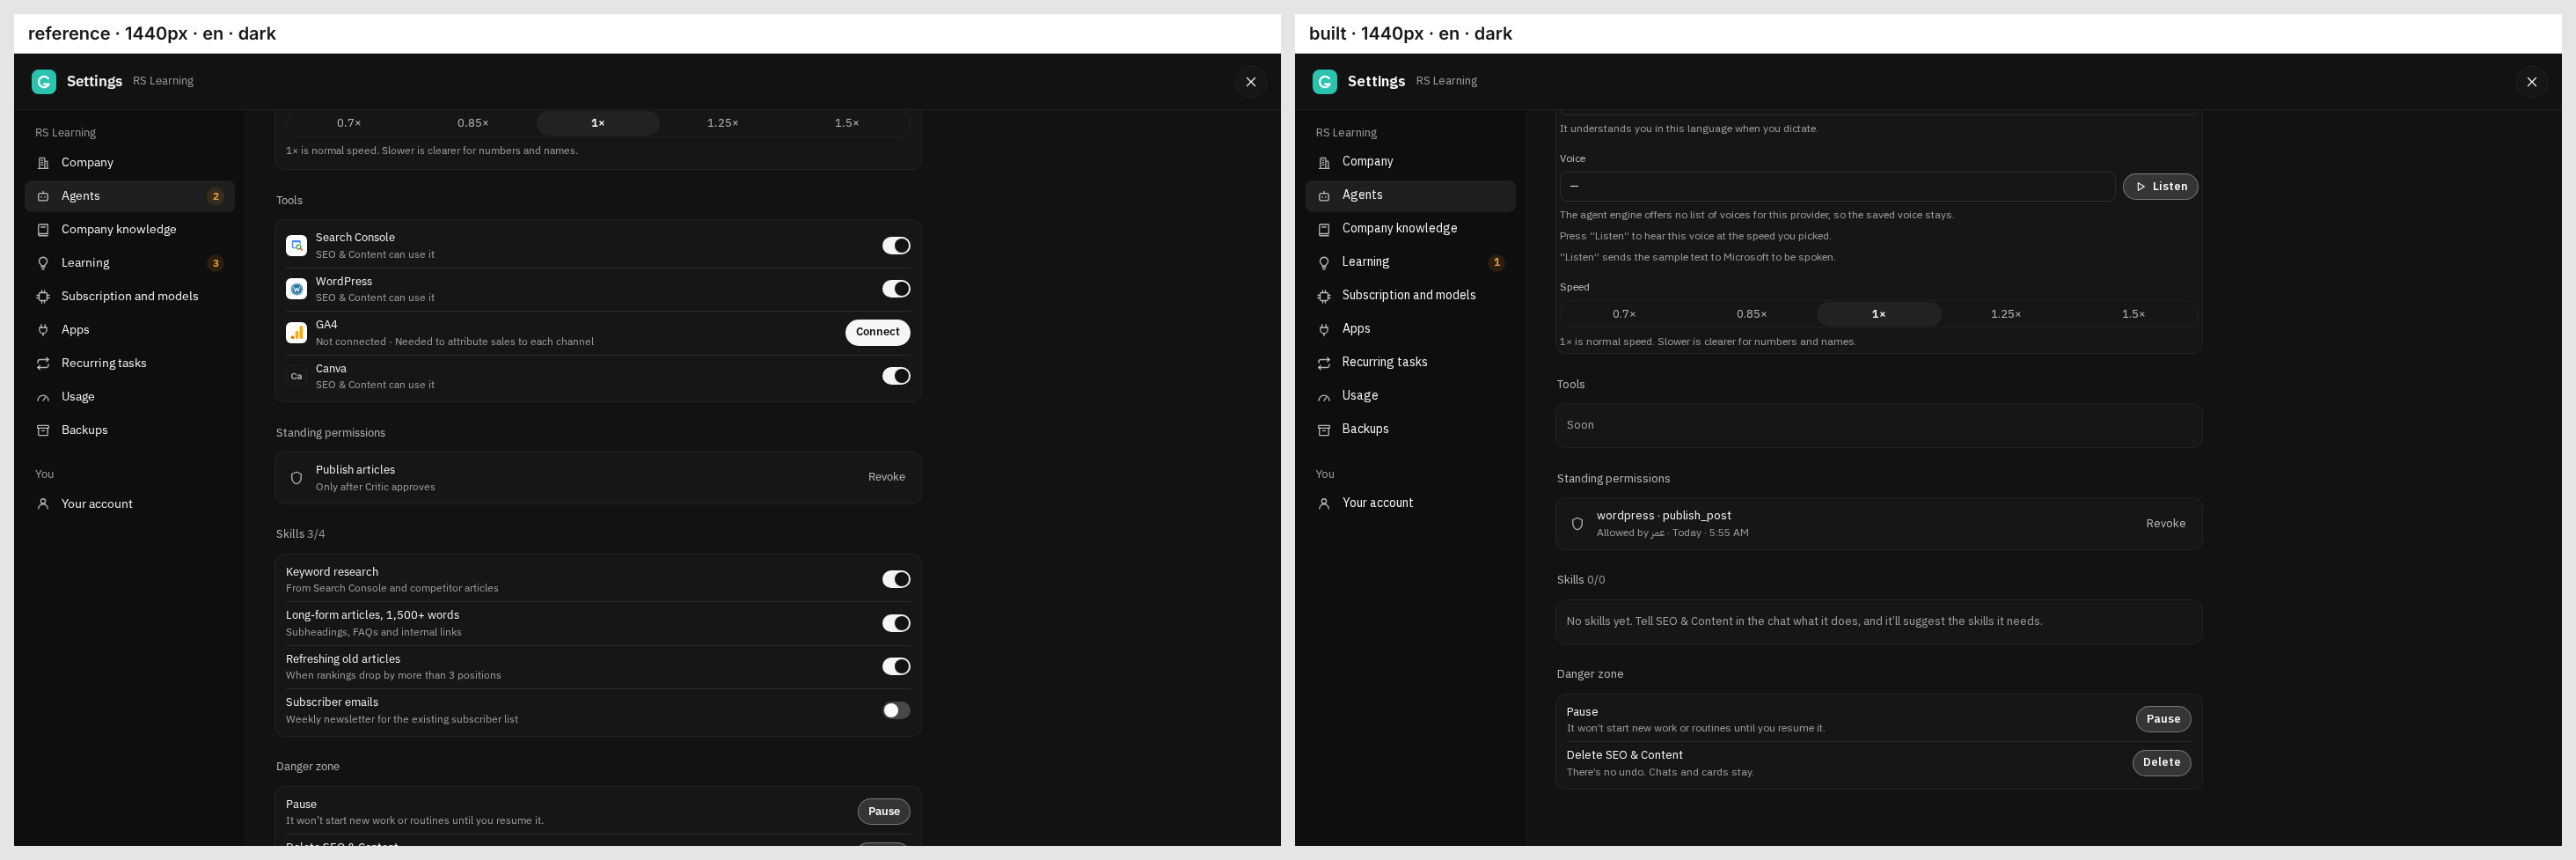 reference · 1440px · en · dark
Settings RS Learning
RS Learning
Company
Agents 2
Company knowledge
Learning 3
Subscription and models
Apps
Recurring tasks
Usage
Backups
You
Your account
0.7× 0.85× 1× 1.25× 1.5×
1× is normal speed. Slower is clearer for numbers and names.
Tools
Search Console
SEO & Content can use it
WordPress
SEO & Content can use it
GA4
Not connected · Needed to attribute sales to each channel
Connect
Ca
Canva
SEO & Content can use it
Standing permissions
Publish articles
Only after Critic approves
Revoke
Skills 3/4
Keyword research
From Search Console and competitor articles
Long-form articles, 1,500+ words
Subheadings, FAQs and internal links
Refreshing old articles
When rankings drop by more than 3 positions
Subscriber emails
Weekly newsletter for the existing subscriber list
Danger zone
Pause
It won't start new work or routines until you resume it.
Pause
Delete SEO & Content
built · 1440px · en · dark
Settings RS Learning
RS Learning
Company
Agents
Company knowledge
Learning 1
Subscription and models
Apps
Recurring tasks
Usage
Backups
You
Your account
It understands you in this language when you dictate.
Voice
—
Listen
The agent engine offers no list of voices for this provider, so the saved voice stays.
Press "Listen" to hear this voice at the speed you picked.
"Listen" sends the sample text to Microsoft to be spoken.
Speed
0.7× 0.85× 1× 1.25× 1.5×
1× is normal speed. Slower is clearer for numbers and names.
Tools
Soon
Standing permissions
wordpress · publish_post
Allowed by عمر · Today · 5:55 AM
Revoke
Skills 0/0
No skills yet. Tell SEO & Content in the chat what it does, and it'll suggest the skills it needs.
Danger zone
Pause
It won't start new work or routines until you resume it.
Pause
Delete SEO & Content
There's no undo. Chats and cards stay.
Delete